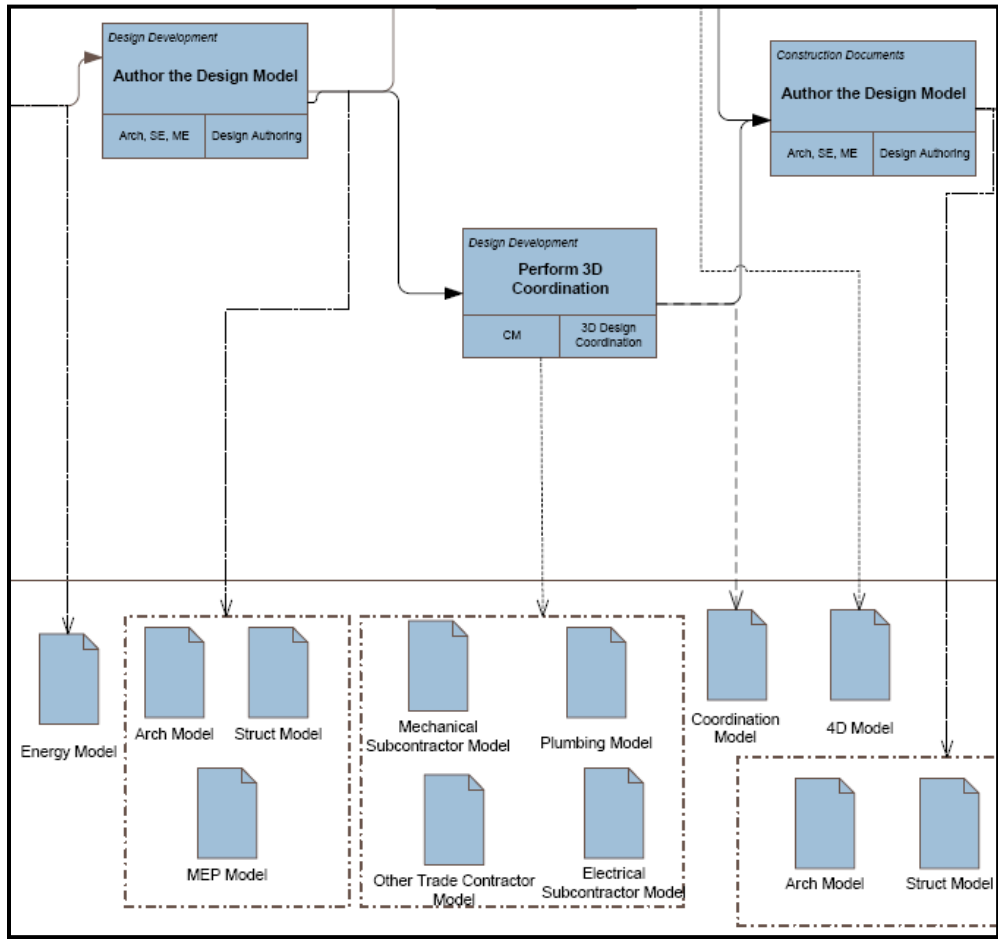 Design Development
Author the Design Model
Arch, SE, ME
Design Authoring
Construction Documents
Author the Design Model
Arch, SE, ME
Design Authoring
Design Development
Perform 3D
Coordination
CM
3D Design
Coordination
Energy Model
Arch Model
Struct Model
MEP Model
Mechanical
Subcontractor Model
Plumbing Model
Other Trade Contractor
Model
Electrical
Subcontractor Model
Coordination
Model
4D Model
Arch Model
Struct Model